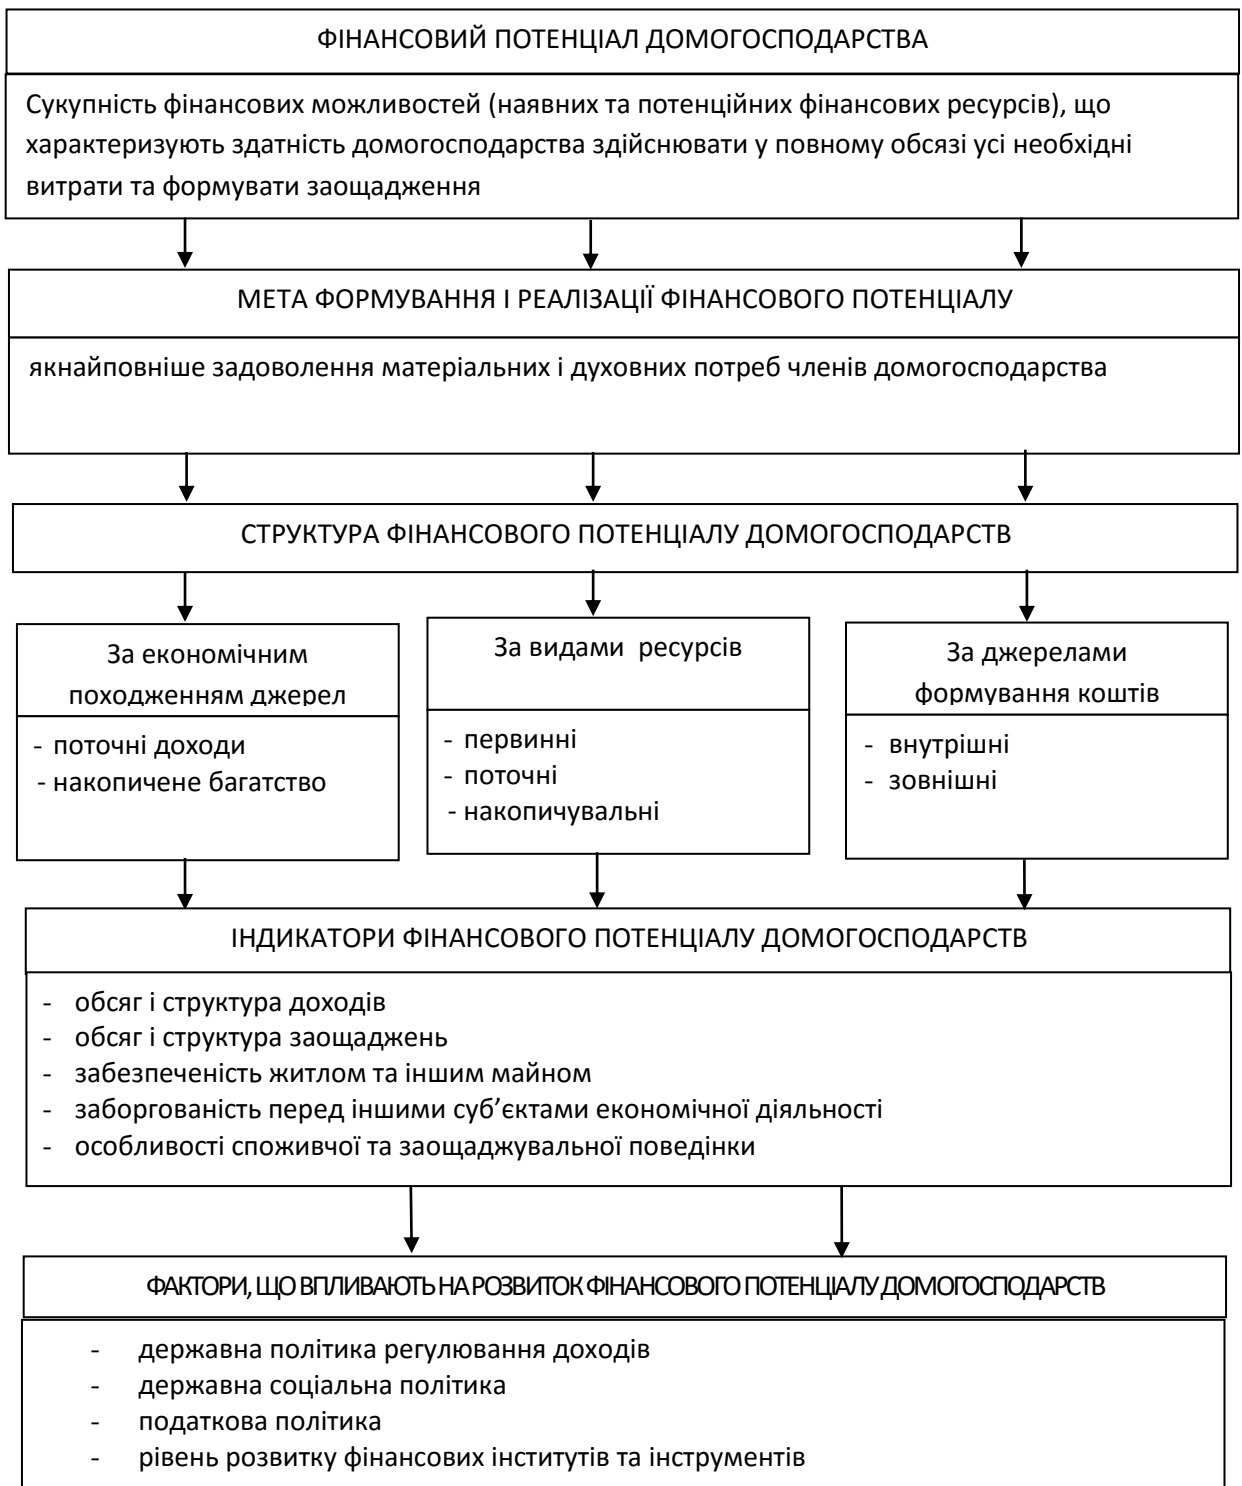 ФІНАНСОВИЙ ПОТЕНЦІАЛ ДОМОГОСПОДАРСТВА
Сукупність фінансових можливостей (наявних та потенційних фінансових ресурсів), що
характеризують здатність домогосподарства здійснювати у повному обсязі усі необхідні
витрати та формувати заощадження
МЕТА ФОРМУВАННЯ І РЕАЛІЗАЦІЇ ФІНАНСОВОГО ПОТЕНЦІАЛУ
якнайповніше задоволення матеріальних і духовних потреб членів домогосподарства
СТРУКТУРА ФІНАНСОВОГО ПОТЕНЦІАЛУ ДОМОГОСПОДАРСТВ
За економічним
походженням джерел
- поточні доходи
- накопичене багатство
За видами ресурсів
- первинні
- поточні
- накопичувальні
За джерелами
формування коштів
- внутрішні
- зовнішні
ІНДИКАТОРИ ФІНАНСОВОГО ПОТЕНЦІАЛУ ДОМОГОСПОДАРСТВ
- обсяг і структура доходів
- обсяг і структура заощаджень
- забезпеченість житлом та іншим майном
- заборгованість перед іншими суб’єктами економічної діяльності
- особливості споживчої та заощаджувальної поведінки
ФАКТОРИ, ЩО ВПЛИВАЮТЬ НА РОЗВИТОК ФІНАНСОВОГО ПОТЕНЦІАЛУ ДОМОГОСПОДАРСТВ
- державна політика регулювання доходів
- державна соціальна політика
- податкова політика
- рівень розвитку фінансових інститутів та інструментів